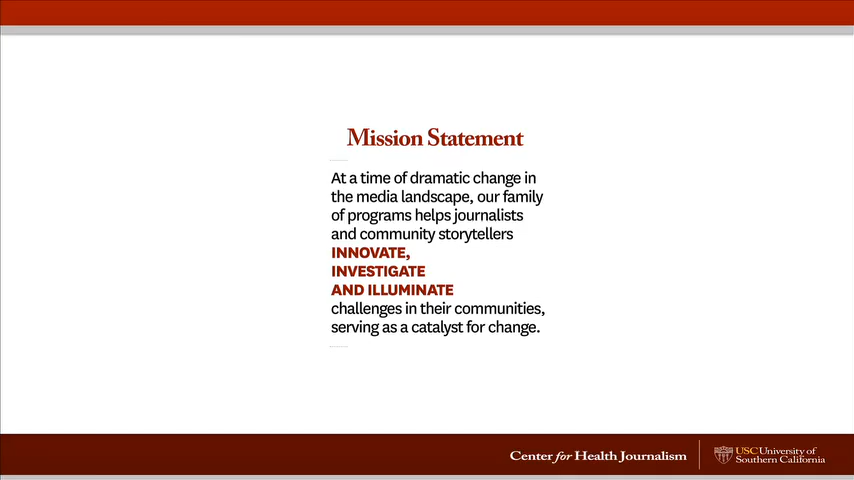 Mission Statement
At a time of dramatic change in
the media landscape, our family
of programs helps journalists
and community storytellers
INNOVATE,
INVESTIGATE
AND ILLUMINATE
challenges in their communities,
serving as a catalyst for change.
Center for Health Journalism
USC University of
Southern California